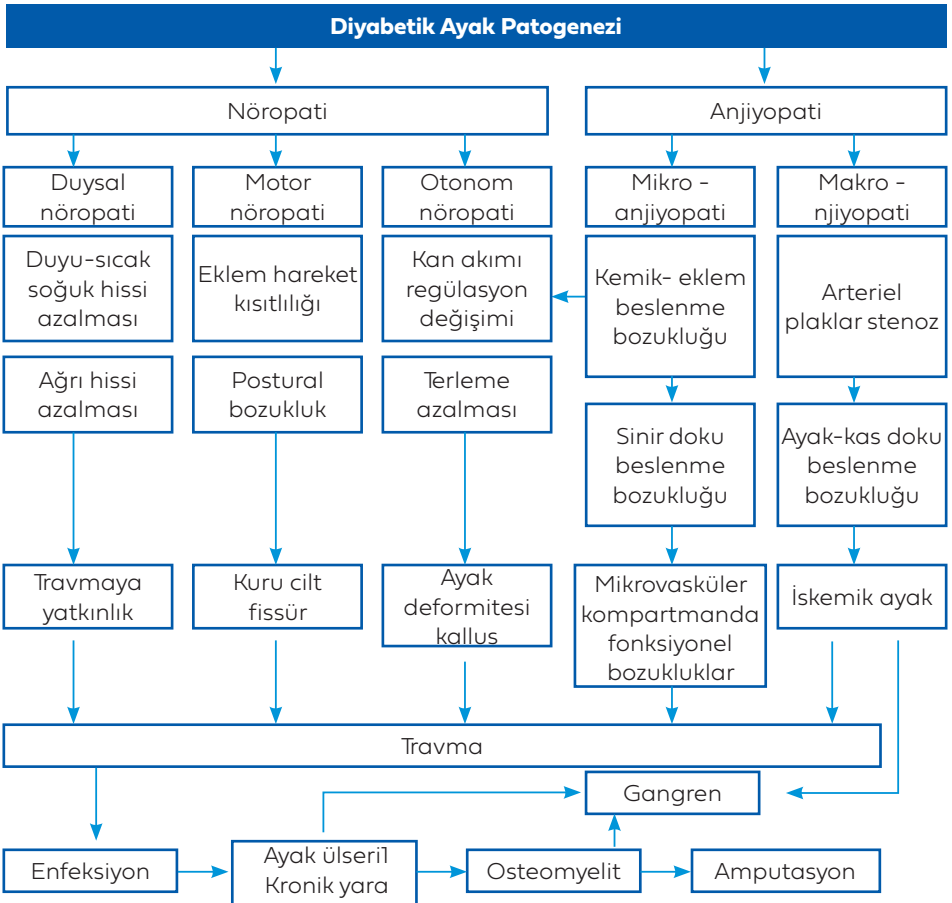 Diyabetik Ayak Patogenezi
Nöropati
Anjiyopati
Duysal
nöropati
Motor
nöropati
Otonom
nöropati
Mikro -
anjiyopati
Makro -
njiyopati
Duyu-sıcak
soğuk hissi
azalması
Eklem hareket
kısıtlılığı
Kan akımı
regülasyon
değişimi
Kemik- eklem
beslenme
bozukluğu
Arteriel
plaklar stenoz
Ağrı hissi
azalması
Postural
bozukluk
Terleme
azalması
Sinir doku
beslenme
bozukluğu
Ayak-kas doku
beslenme
bozukluğu
Travmaya
yatkınlık
Kuru cilt
fissür
Ayak
deformitesi
kallus
Mikrovasküler
kompartmanda
fonksiyonel
bozukluklar
İskemik ayak
Travma
Gangren
Enfeksiyon
Ayak ülseri1
Kronik yara
Osteomyelit
Amputasyon